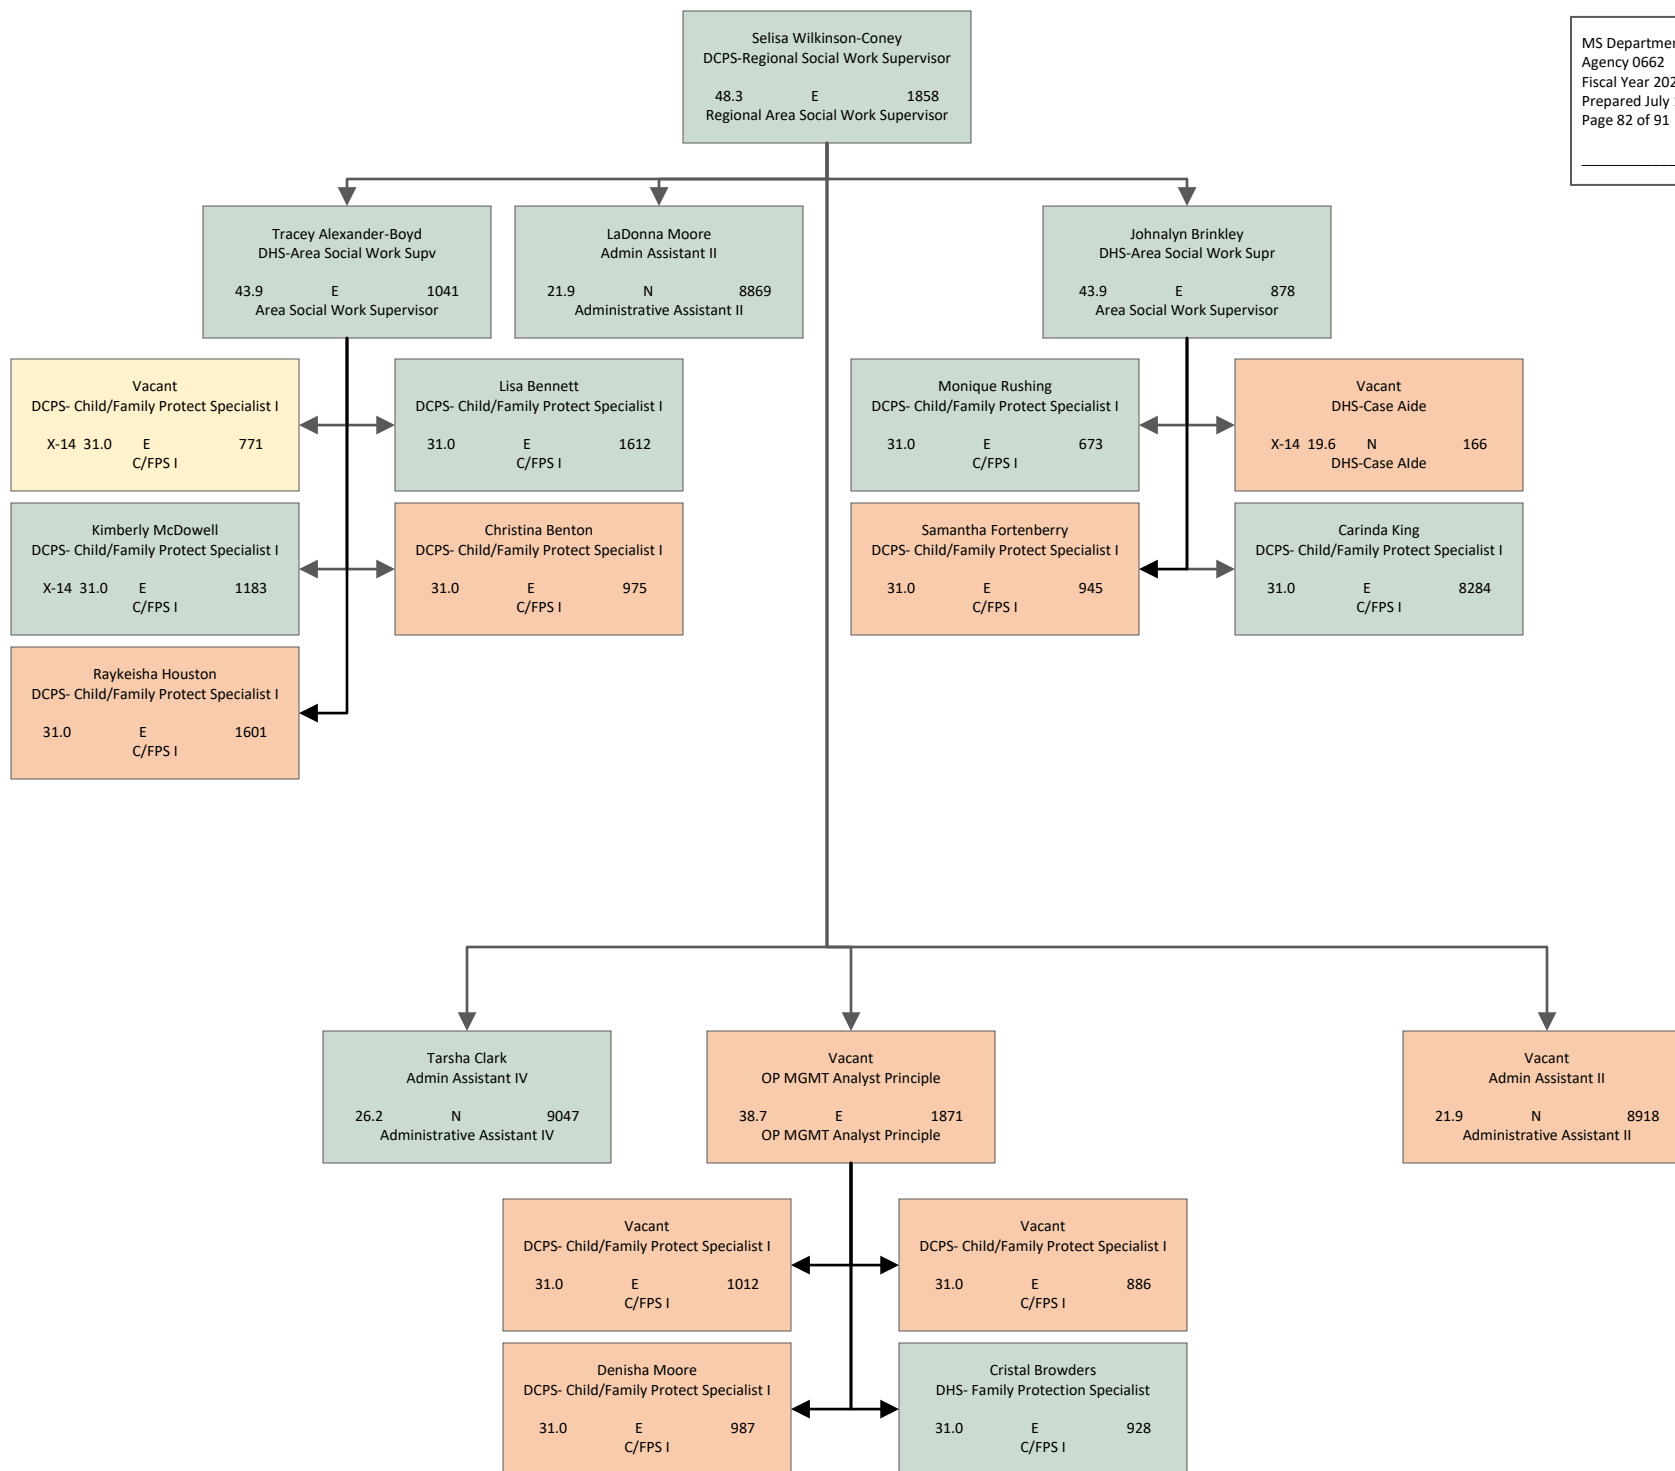 Selisa Wilkinson-Coney
DCPS-Regional Social Work Supervisor
48.3 E 1858
Regional Area Social Work Supervisor
Agency 0662
Page 82 of 91
Tracey Alexander-Boyd
DHS-Area Social Work Supv
43.9 E 1041
Area Social Work Supervisor
LaDonna Moore
Admin Assistant II
21.9 N 8869
Administrative Assistant II
Johnalyn Brinkley
DHS-Area Social Work Supr
43.9 E 878
Area Social Work Supervisor
Vacant
DCPS- Child/Family Protect Specialist I
X-14 31.0 E 771
C/FPS I
Lisa Bennett
DCPS- Child/Family Protect Specialist I
31.0 E 1612
C/FPS I
Monique Rushing
DCPS- Child/Family Protect Specialist I
31.0 E 673
C/FPS I
Vacant
DHS-Case Aide
X-14 19.6 N 166
DHS-Case AIde
Kimberly McDowell
DCPS- Child/Family Protect Specialist I
X-14 31.0 E 1183
C/FPS I
Christina Benton
DCPS- Child/Family Protect Specialist I
31.0 E 975
C/FPS I
Samantha Fortenberry
DCPS- Child/Family Protect Specialist I
31.0 E 945
C/FPS I
Carinda King
DCPS- Child/Family Protect Specialist I
31.0 E 8284
C/FPS I
Raykeisha Houston
DCPS- Child/Family Protect Specialist I
31.0 E 1601
C/FPS I
Tarsha Clark
Admin Assistant IV
26.2 N 9047
Administrative Assistant IV
Vacant
OP MGMT Analyst Principle
38.7 E 1871
OP MGMT Analyst Principle
Vacant
Admin Assistant II
21.9 N 8918
Administrative Assistant II
Vacant
DCPS- Child/Family Protect Specialist I
31.0 E 1012
C/FPS I
Vacant
DCPS- Child/Family Protect Specialist I
31.0 E 886
C/FPS I
Denisha Moore
DCPS- Child/Family Protect Specialist I
31.0 E 987
C/FPS I
Cristal Browders
DHS- Family Protection Specialist
31.0 E 928
C/FPS I
MS
Fiscal Year
Prepared July